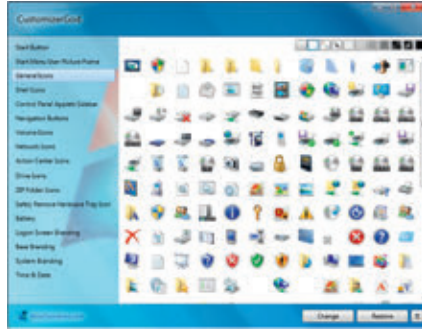 CustomizerGod
Start Button
Start Menu User Picture Frame
General Icons
Shell Icons
Control Panel Applets Sidebar
Navigation Buttons
Volume Icons
Network Icons
Action Center Icons
Drive Icons
ZIP Folder Icons
Safely Remove Hardware Tray Icon
Battery
Logon Screen Branding
Base Branding
System Branding
Time & Date
Change
Restore